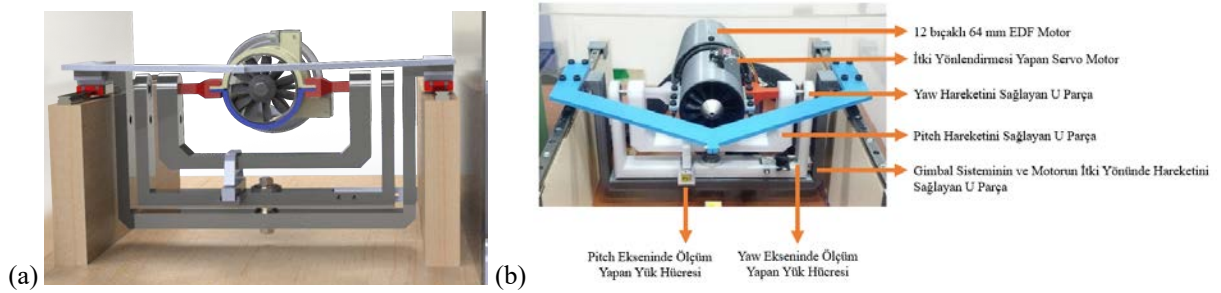 12 bıçaklı 64 mm EDF Motor
İtki Yönlendirmesi Yapan Servo Motor
Yaw Hareketini Sağlayan U Parça
Pitch Hareketini Sağlayan U Parça
Gimbal Sisteminin ve Motorun İtki Yönünde Hareketini
Sağlayan U Parça
Pitch Ekseninde Ölçüm
Yapan Yük Hücresi
Yaw Ekseninde Ölçüm
Yapan Yük Hücresi
(a)
(b)